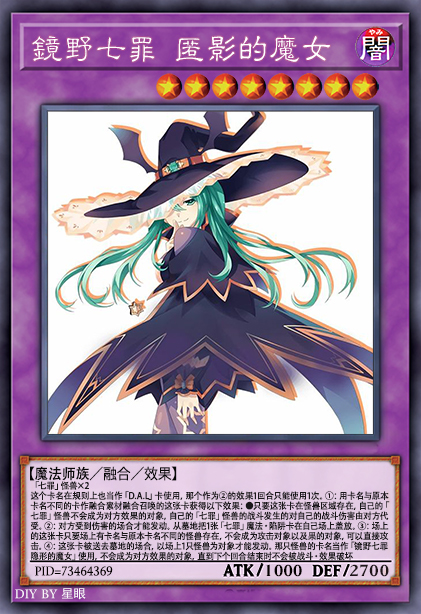 鏡野七罪 匿影的魔女
闇
やみ
【魔法师族/融合/效果】
「七罪」怪兽×2
这个卡名在规则上也当作「D.A.L」卡使用，那个作为②的效果1回合只能使用1次。①：用卡名与原本
卡名不同的卡作融合素材融合召唤的这张卡获得以下效果：●只要这张卡在怪兽区域存在，自己的「
七罪」怪兽不会成为对方效果的对象，自己的「七罪」怪兽的战斗发生的对自己的战斗伤害由对方代
受。②：对方受到伤害的场合才能发动，从墓地把1张「七罪」魔法·陷阱卡在自己场上盖放。③：场上
的这张卡只要场上有卡名与原本卡名不同的怪兽存在，不会成为攻击对象以及果的对象，可以直接攻
击。④：这张卡被送去墓地的场合，以场上1只怪兽为对象才能发动，那只怪兽的卡名当作「镜野七罪
隐形的魔女」使用，不会成为对方效果的对象，直到下个回合结束时不会被战斗·效果破坏
PID=73464369
ATK/1000 DEF/2700
DIY BY 星眼